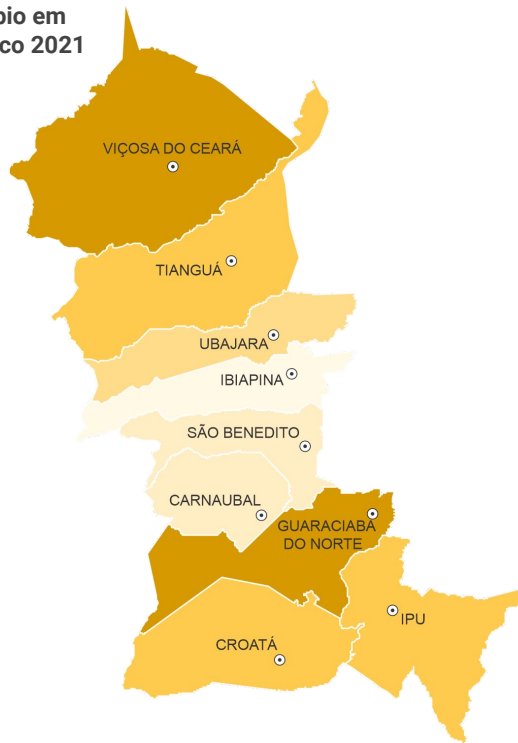 pio em
co 2021
VIÇOSA DO CEARÁ
TIANGUÁ
UBAJARA
IBIAPINA
SÃO BENEDITO
CARNAUBAL
GUARACIABA
DO NORTE
IPU
CROATÁ